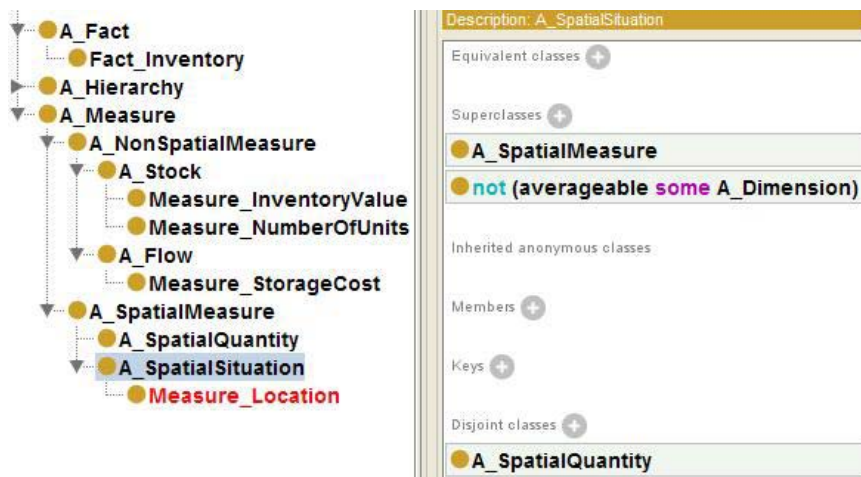 A_Fact
Fact_Inventory
A_Hierarchy
A_Measure
A_NonSpatialMeasure
A_Stock
Measure_InventoryValue
Measure_NumberOfUnits
A_Flow
Measure_StorageCost
A_SpatialMeasure
A_SpatialQuantity
A_SpatialSituation
Measure_Location
Description: A_SpatialSituation
Equivalent classes
Superclasses
A_SpatialMeasure
not (averageable some A_Dimension)
Inherited anonymous classes
Members
Keys
Disjoint classes
A_SpatialQuantity